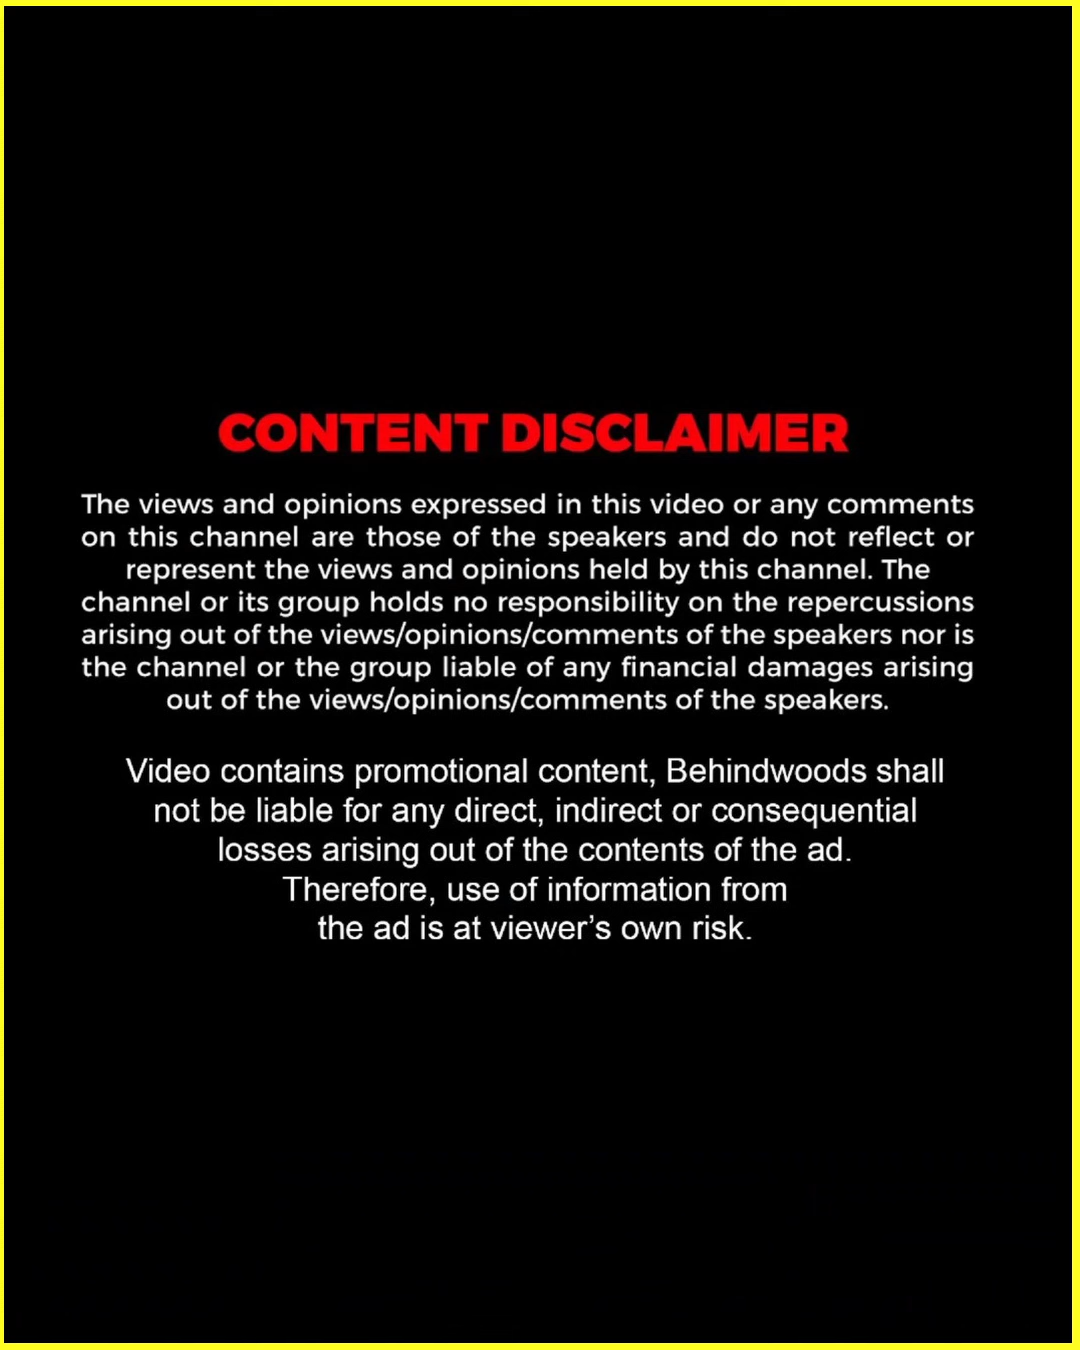 CONTENT DISCLAIMER
The views and opinions expressed in this video or any comments
on this channel are those of the speakers and do not reflect or
represent the views and opinions held by this channel. The
channel or its group holds no responsibility on the repercussions
arising out of the views/opinions/comments of the speakers nor is
the channel or the group liable of any financial damages arising
out of the views/opinions/comments of the speakers.
Video contains promotional content, Behindwoods shall
not be liable for any direct, indirect or consequential
losses arising out of the contents of the ad.
Therefore, use of information from
the ad is at viewer’s own risk.